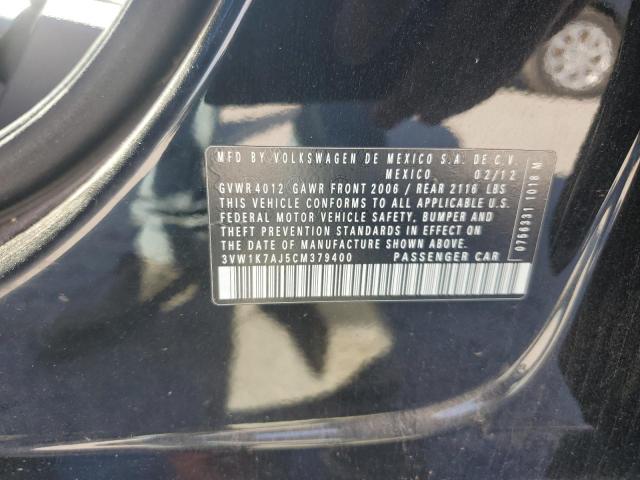 MFD BY VOLKSWAGEN DE MEXICO S.A. DE C.V.
MEXICO 02/12
GVWR 4012 GAWR FRONT 2006 / REAR 2116 LBS
THIS VEHICLE CONFORMS TO ALL APPLICABLE U.S.
FEDERAL MOTOR VEHICLE SAFETY, BUMPER AND
THEFT PREVENTION STANDARDS IN EFFECT ON
THE DATE OF MANUFACTURE SHOWN ABOVE.
3VW1K7AJ5CM379400 PASSENGER CAR
0766331 1018 M